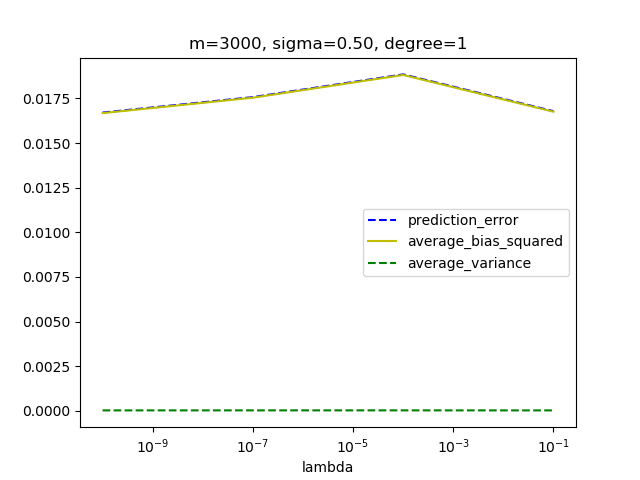 m=3000, sigma=0.50, degree=1
0.0175
0.0150
0.0125
0.0100
0.0075
0.0050
0.0025
0.0000
prediction_error
average_bias_squared
average_variance
10⁻⁹ 10⁻⁷ 10⁻⁵ 10⁻³ 10⁻¹
lambda